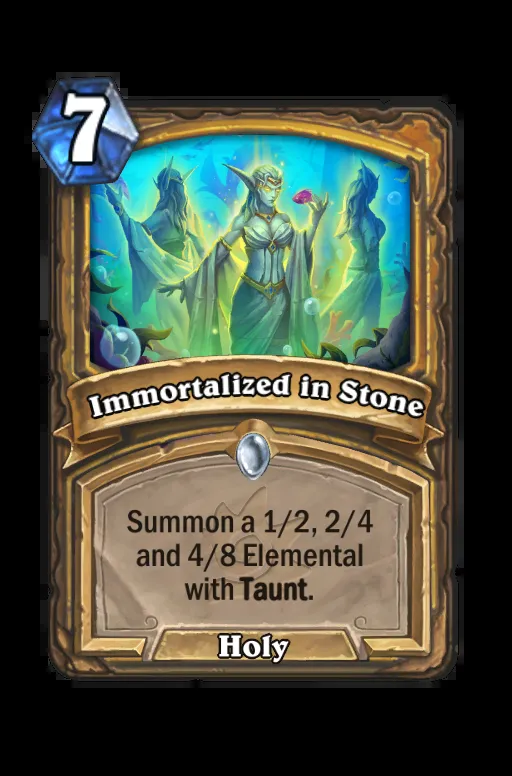 7
Immortalized in Stone
Summon a 1/2, 2/4
and 4/8 Elemental
with Taunt.
Holy